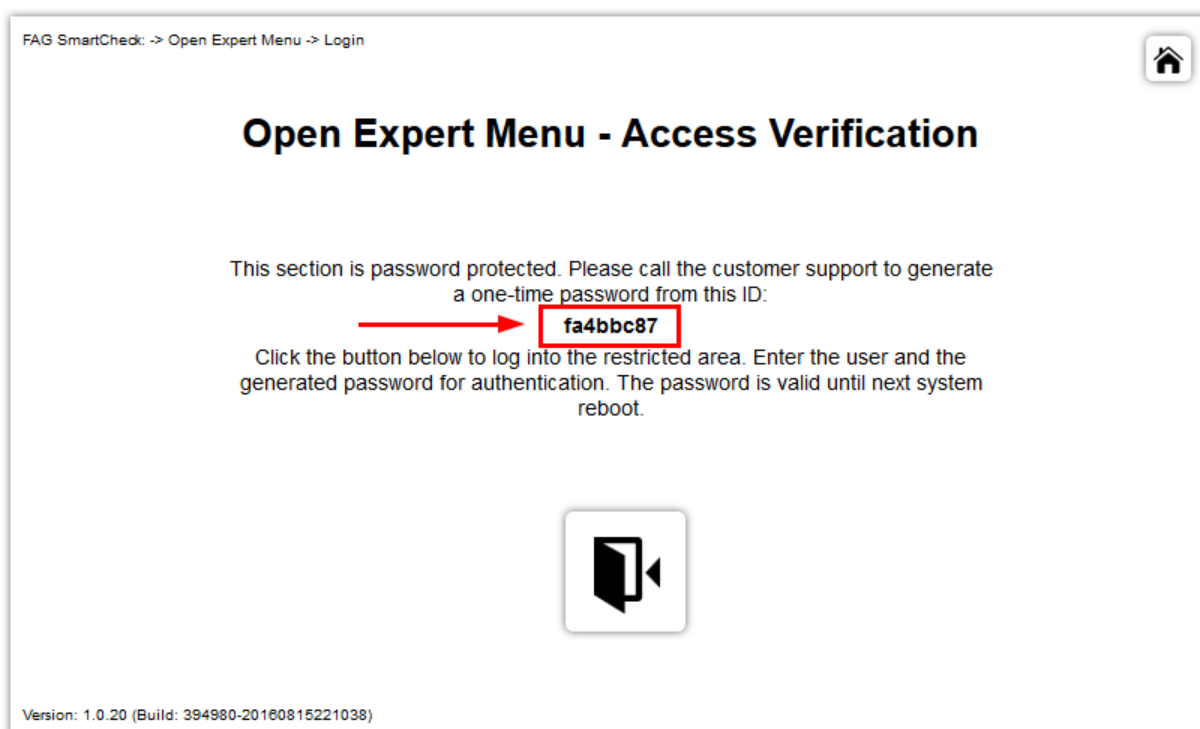 FAG SmartCheck: -> Open Expert Menu -> Login
Open Expert Menu - Access Verification
This section is password protected. Please call the customer support to generate
a one-time password from this ID:
fa4bbc87
Click the button below to log into the restricted area. Enter the user and the
generated password for authentication. The password is valid until next system
reboot.
Version: 1.0.20 (Build: 394980-20160815221038)